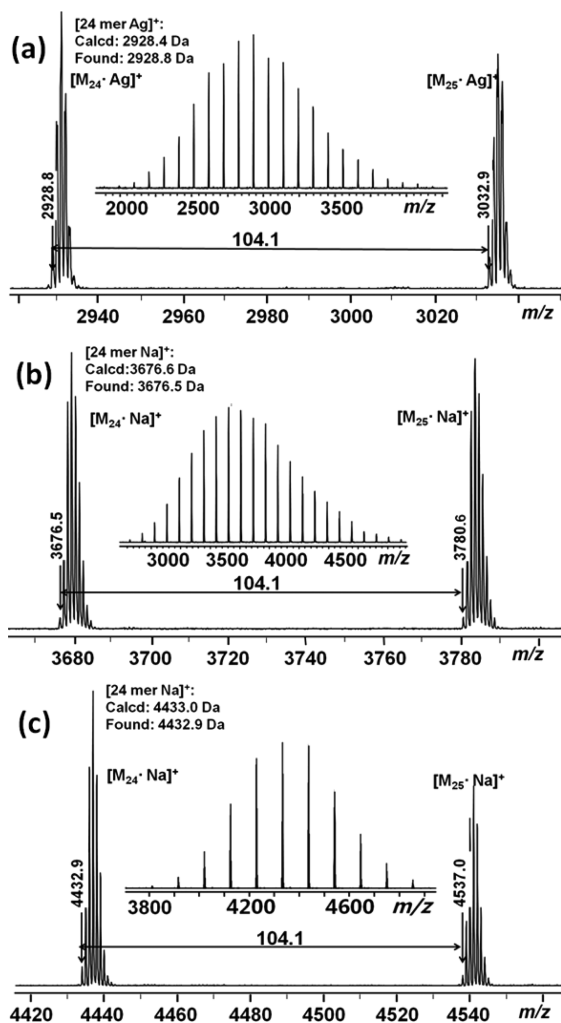 (a)
[24 mer Ag]⁺:
Calcd: 2928.4 Da
Found: 2928.8 Da
[M₂₄· Ag]⁺
[M₂₅· Ag]⁺
2928.8
3032.9
2000 2500 3000 3500 m/z
104.1
2940 2960 2980 3000 3020 m/z
(b)
[24 mer Na]⁺:
Calcd:3676.6 Da
Found: 3676.5 Da
[M₂₄· Na]⁺
[M₂₅· Na]⁺
3676.5
3780.6
3000 3500 4000 4500 m/z
104.1
3680 3700 3720 3740 3760 3780 m/z
(c)
[24 mer Na]⁺:
Calcd: 4433.0 Da
Found: 4432.9 Da
[M₂₄· Na]⁺
[M₂₅· Na]⁺
4432.9
4537.0
3800 4200 4600 m/z
104.1
4420 4440 4460 4480 4500 4520 4540 m/z